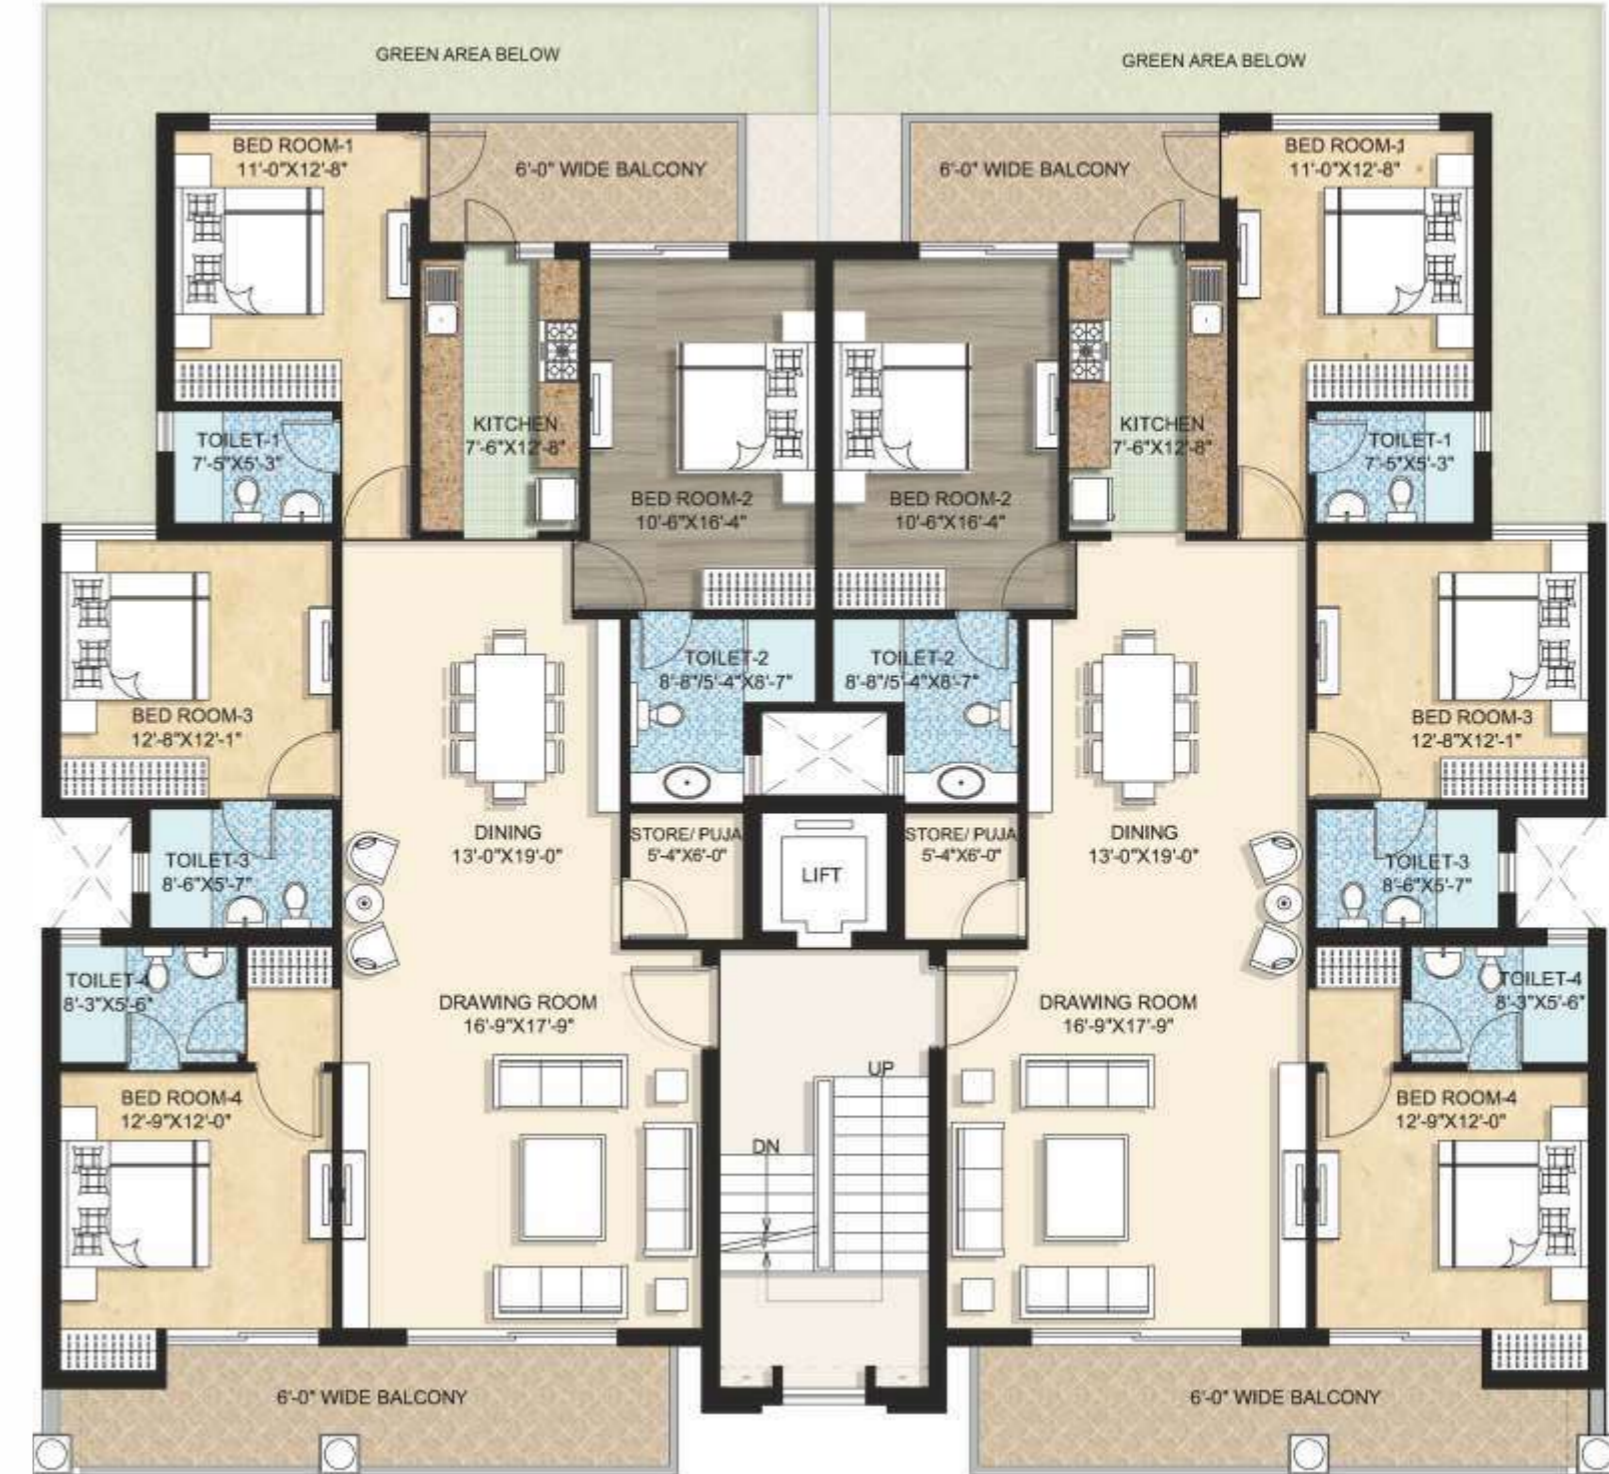 GREEN AREA BELOW
GREEN AREA BELOW
BED ROOM-1
11'-0"X12'-8"
6'-0" WIDE BALCONY
6'-0" WIDE BALCONY
BED ROOM-1
11'-0"X12'-8"
TOILET-1
7'-5"X5'-3"
KITCHEN
7'-6"X12'-8"
BED ROOM-2
10'-6"X16'-4"
BED ROOM-2
10'-6"X16'-4"
KITCHEN
7'-6"X12'-8"
TOILET-1
7'-5"X5'-3"
BED ROOM-3
12'-8"X12'-1"
TOILET-2
8'-8"/5'-4"X8'-7"
TOILET-2
8'-8"/5'-4"X8'-7"
BED ROOM-3
12'-8"X12'-1"
TOILET-3
8'-6"X5'-7"
DINING
13'-0"X19'-0"
STORE/ PUJA
5'-4"X6'-0"
LIFT
STORE/ PUJA
5'-4"X6'-0"
DINING
13'-0"X19'-0"
TOILET-3
8'-6"X5'-7"
TOILET-4
8'-3"X5'-6"
DRAWING ROOM
16'-9"X17'-9"
DRAWING ROOM
16'-9"X17'-9"
TOILET-4
8'-3"X5'-6"
UP
BED ROOM-4
12'-9"X12'-0"
DN
BED ROOM-4
12'-9"X12'-0"
6'-0" WIDE BALCONY
6'-0" WIDE BALCONY